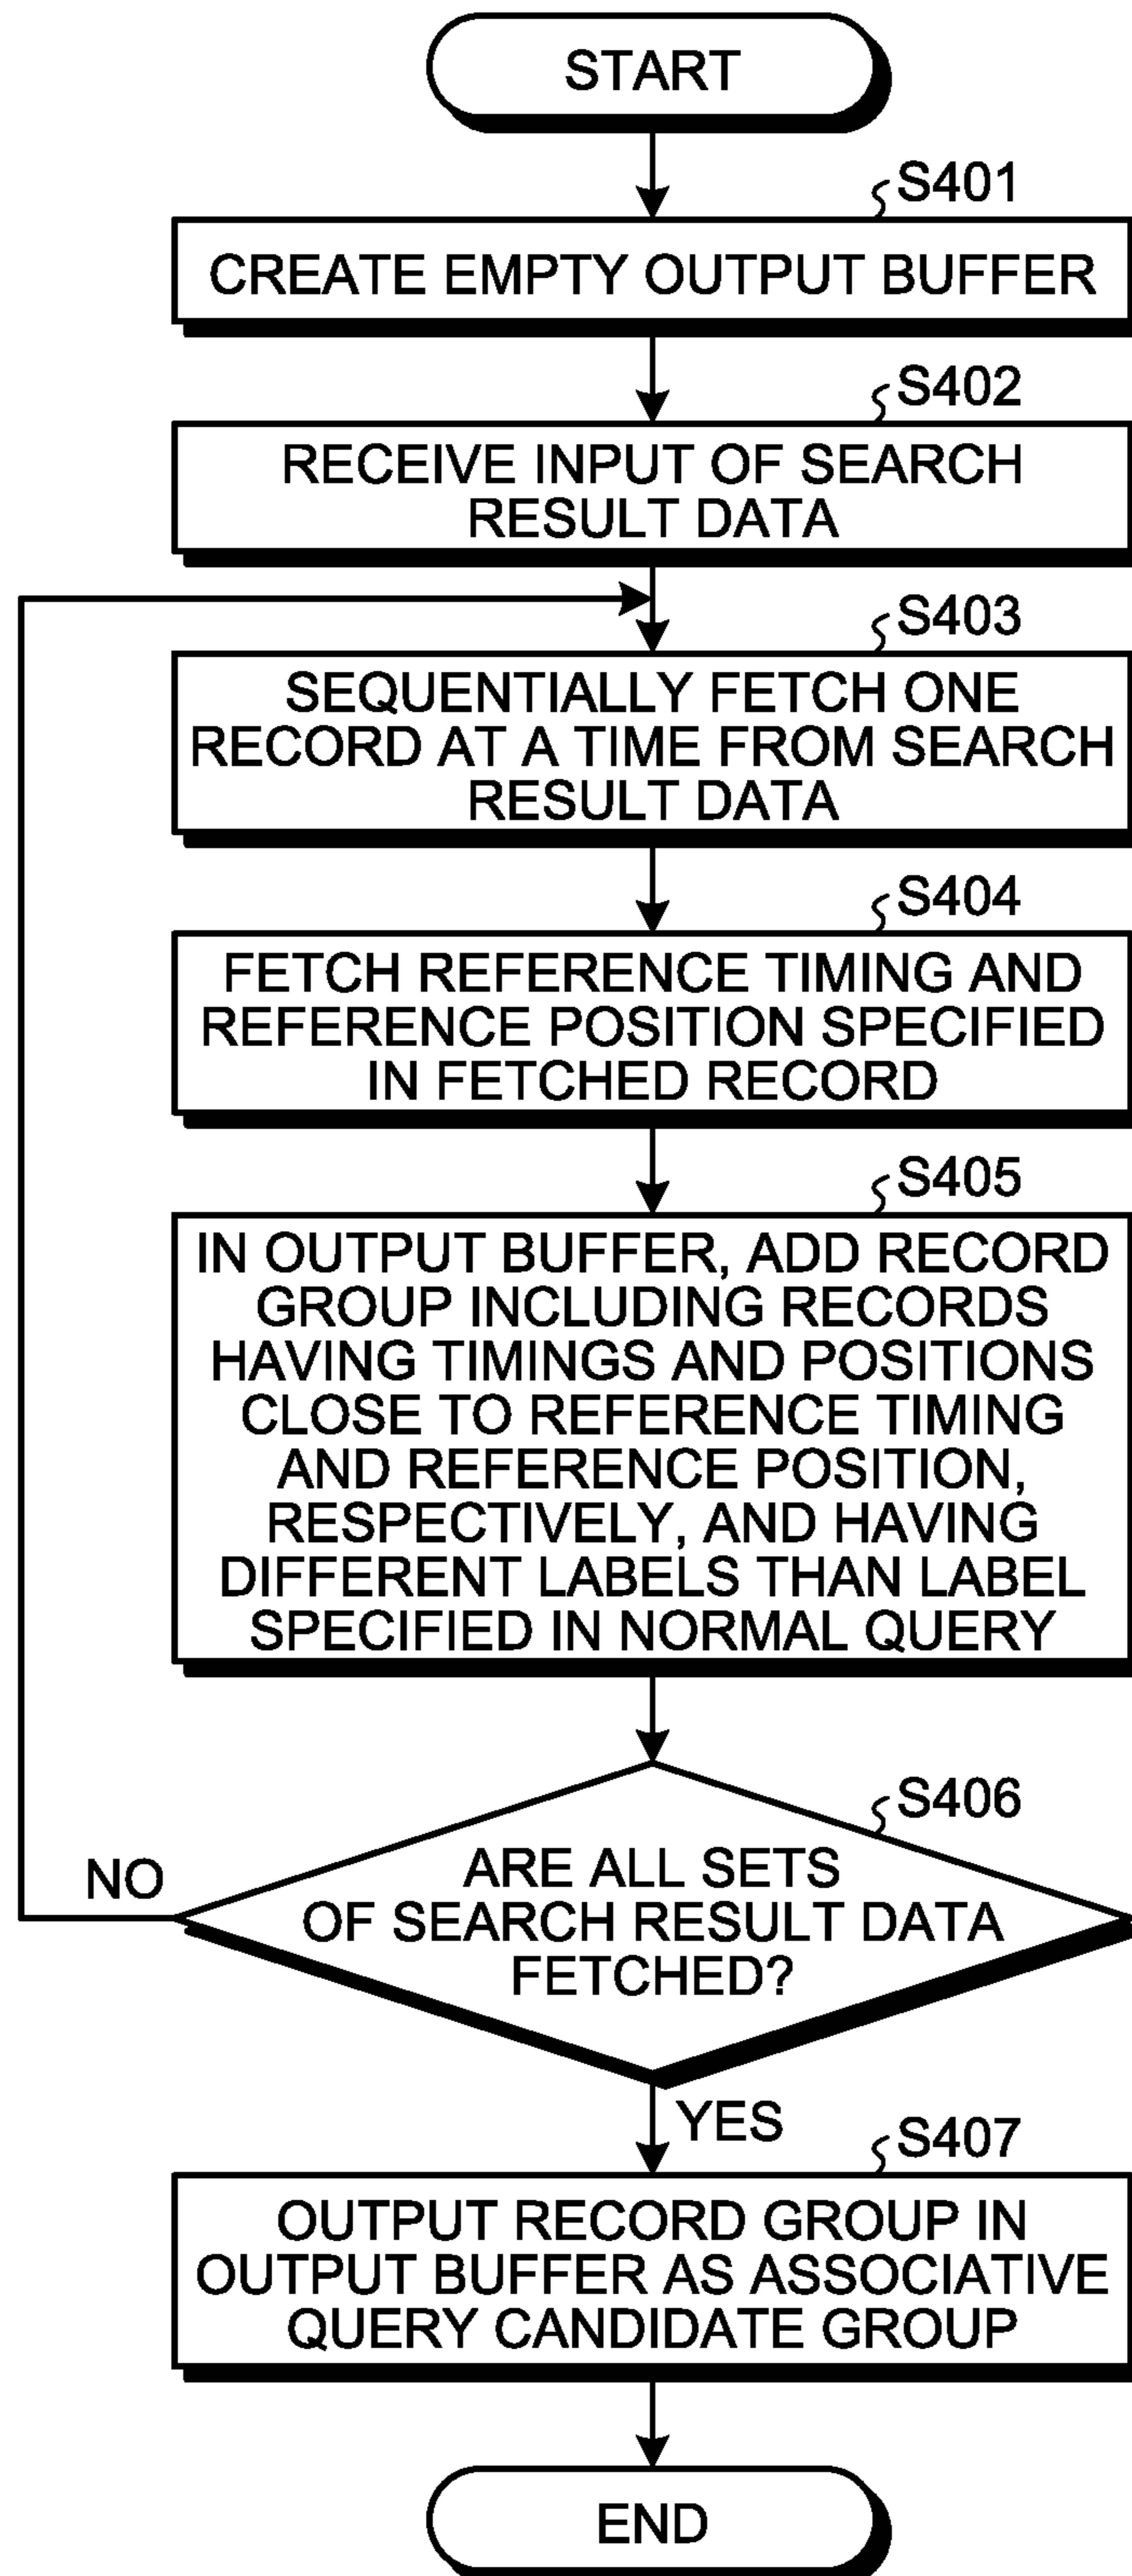 START
S401
CREATE EMPTY OUTPUT BUFFER
S402
RECEIVE INPUT OF SEARCH
RESULT DATA
S403
SEQUENTIALLY FETCH ONE
RECORD AT A TIME FROM SEARCH
RESULT DATA
S404
FETCH REFERENCE TIMING AND
REFERENCE POSITION SPECIFIED
IN FETCHED RECORD
S405
IN OUTPUT BUFFER, ADD RECORD
GROUP INCLUDING RECORDS
HAVING TIMINGS AND POSITIONS
CLOSE TO REFERENCE TIMING
AND REFERENCE POSITION,
RESPECTIVELY, AND HAVING
DIFFERENT LABELS THAN LABEL
SPECIFIED IN NORMAL QUERY
S406
NO
ARE ALL SETS
OF SEARCH RESULT DATA
FETCHED?
YES
S407
OUTPUT RECORD GROUP IN
OUTPUT BUFFER AS ASSOCIATIVE
QUERY CANDIDATE GROUP
END